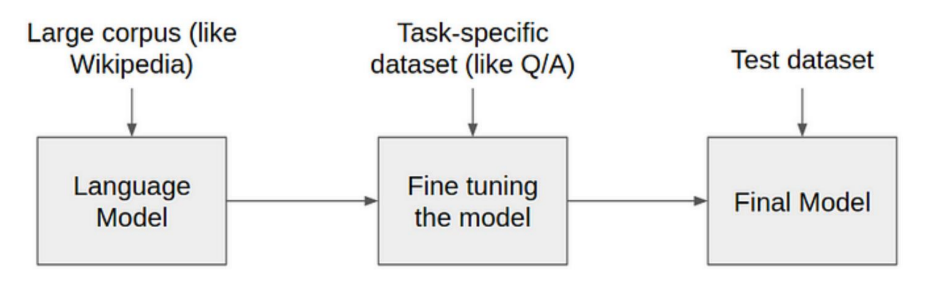 Large corpus (like
Wikipedia)
Task-specific
dataset (like Q/A)
Test dataset
Language
Model
Fine tuning
the model
Final Model